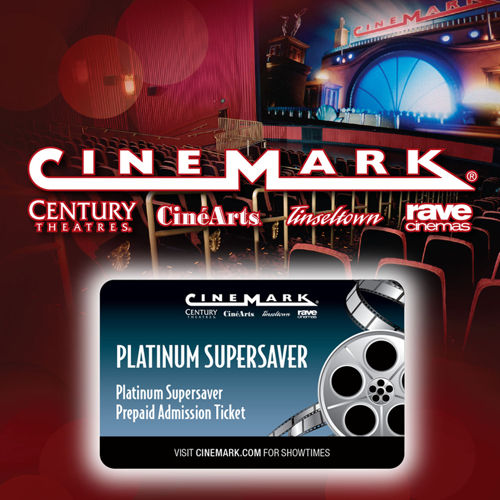 CINEMARK
CINEMARK®
CENTURY THEATRES® CinéArts® Tinseltown rave cinemas
CINEMARK®
CENTURY THEATRES® CinéArts® Tinseltown rave cinemas
PLATINUM SUPERSAVER
Platinum Supersaver
Prepaid Admission Ticket
VISIT CINEMARK.COM FOR SHOWTIMES